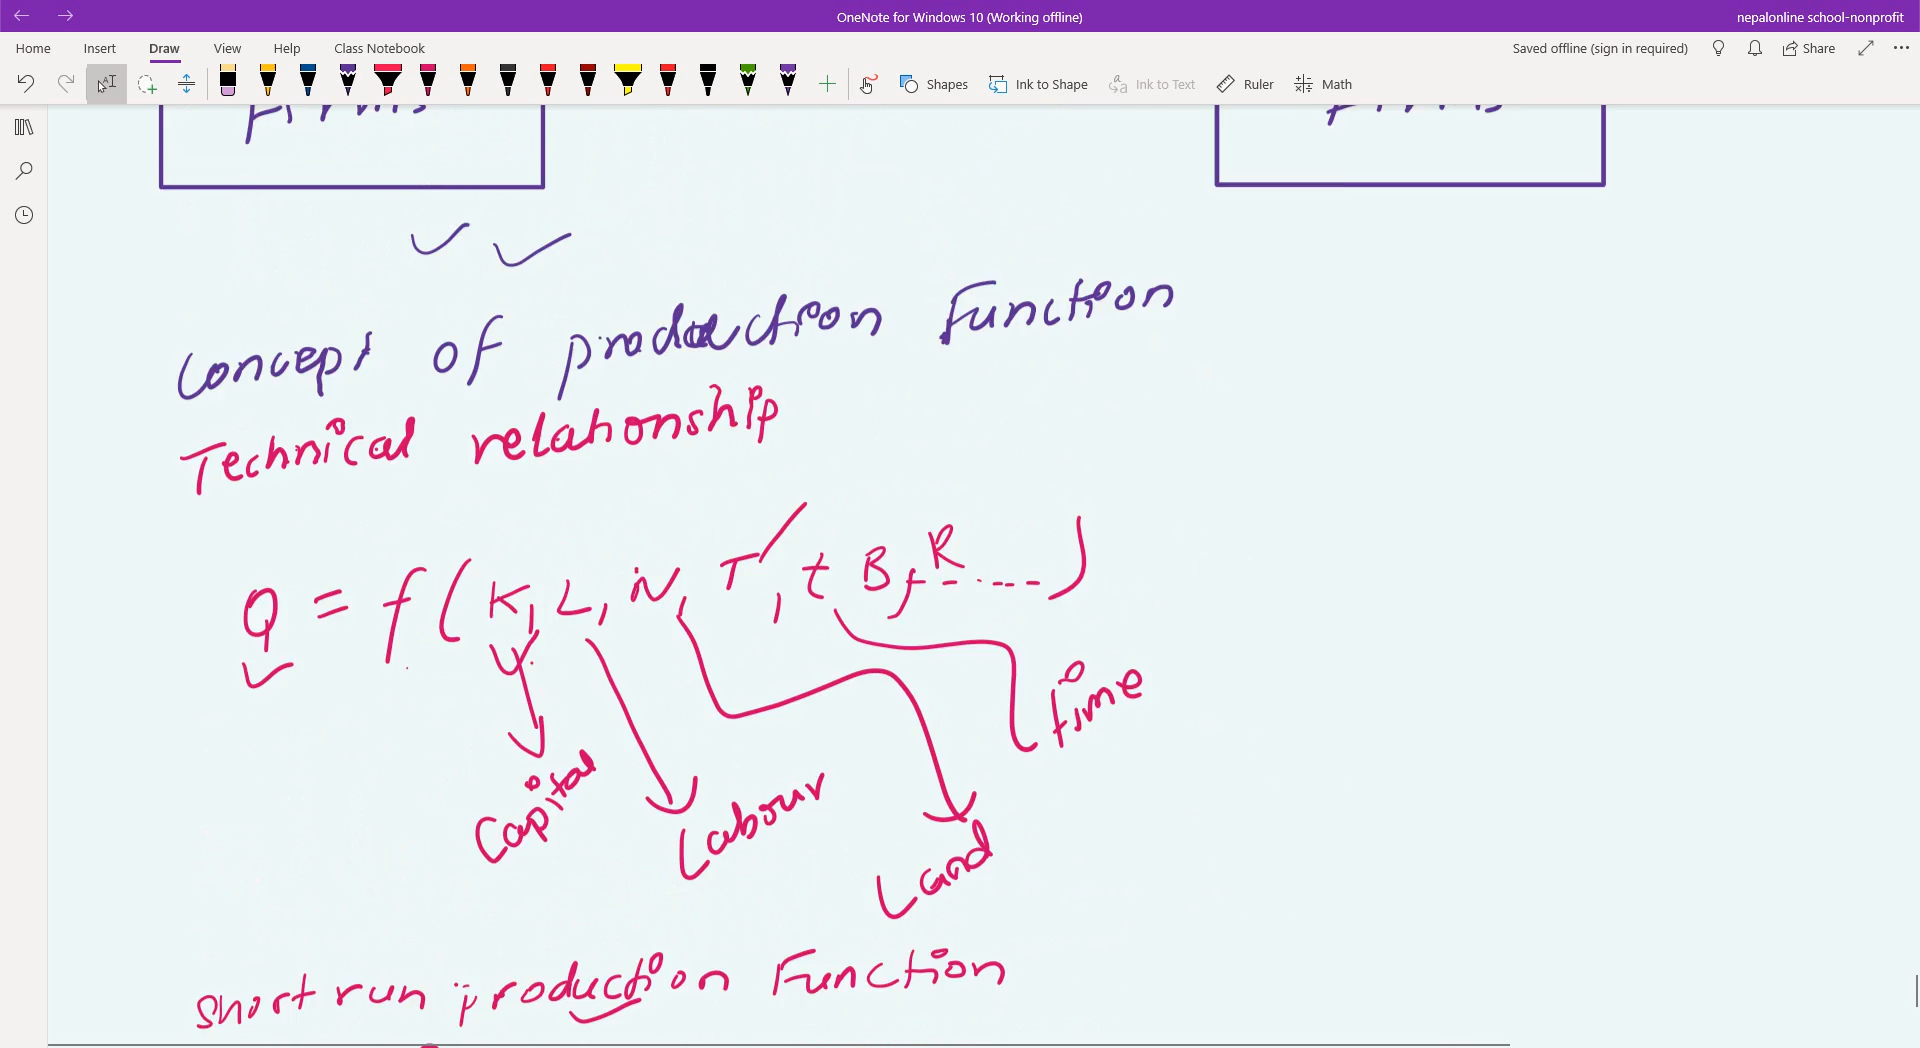 OneNote for Windows 10 (Working offline)
nepalonline school-nonprofit
Home Insert Draw View Help Class Notebook
Saved offline (sign in required) Share
Shapes Ink to Shape Ink to Text Ruler Math
Firms Firms
Concept of production Function
Technical relationship
Q = f( K, L, N, T, t B, R ---- )
time
Capital
Labour
Land
Short run production Function